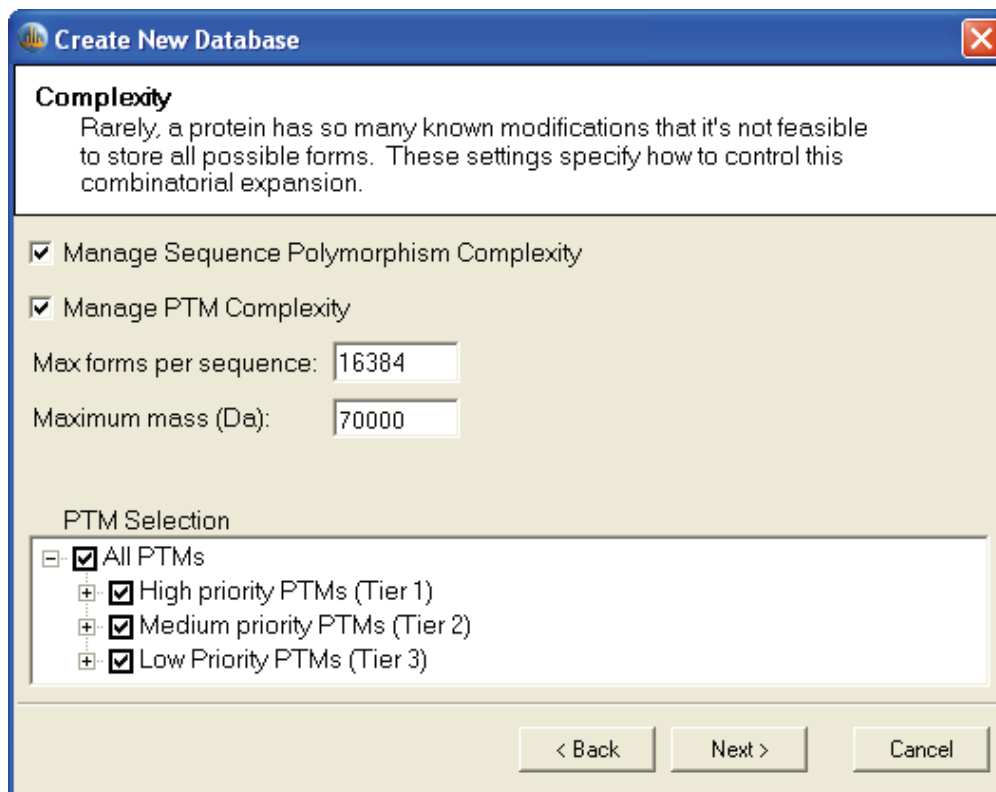 Create New Database
Complexity
Rarely, a protein has so many known modifications that it's not feasible
to store all possible forms. These settings specify how to control this
combinatorial expansion.
Manage Sequence Polymorphism Complexity
Manage PTM Complexity
Max forms per sequence: 16384
Maximum mass (Da): 70000
PTM Selection
All PTMs
High priority PTMs (Tier 1)
Medium priority PTMs (Tier 2)
Low Priority PTMs (Tier 3)
< Back Next > Cancel